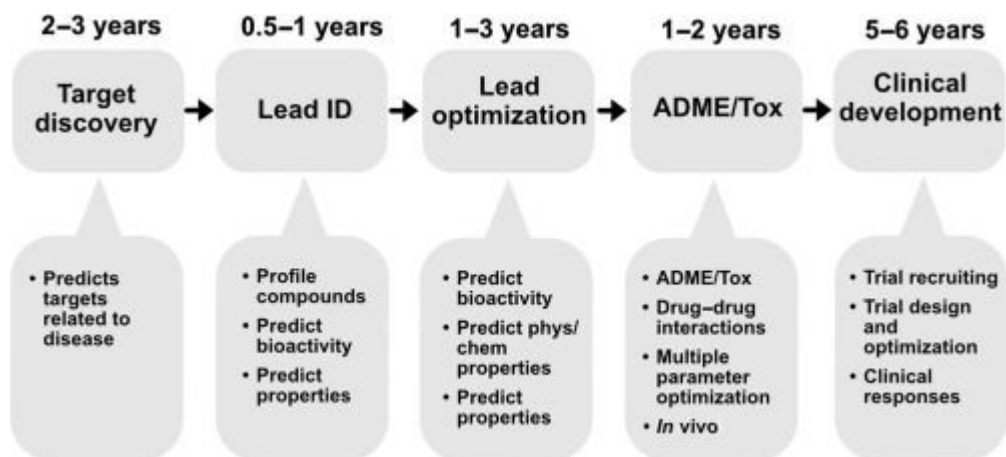 2–3 years
0.5–1 years
1–3 years
1–2 years
5–6 years
Target
discovery
Lead ID
Lead
optimization
ADME/Tox
Clinical
development
• Predicts
targets
related to
disease
• Profile
compounds
• Predict
bioactivity
• Predict
properties
• Predict
bioactivity
• Predict phys/
chem
properties
• Predict
properties
• ADME/Tox
• Drug–drug
interactions
• Multiple
parameter
optimization
• In vivo
• Trial recruiting
• Trial design
and
optimization
• Clinical
responses